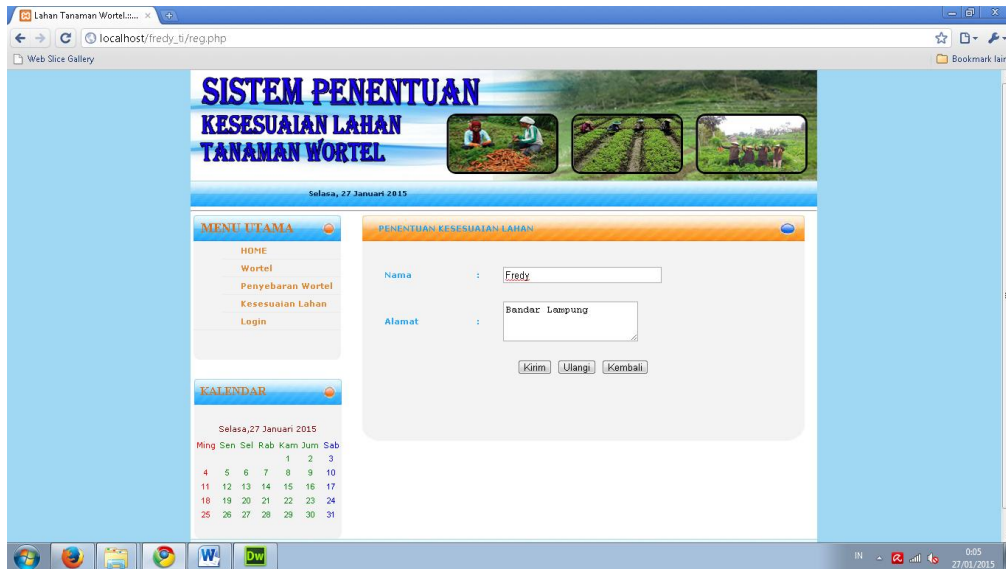 Lahan Tanaman Wortel.::...
localhost/fredy_ti/reg.php
Web Slice Gallery
Bookmark lain
SISTEM PENENTUAN
KESESUAIAN LAHAN
TANAMAN WORTEL
Selasa, 27 Januari 2015
MENU UTAMA
HOME
Wortel
Penyebaran Wortel
Kesesuaian Lahan
Login
PENENTUAN KESESUAIAN LAHAN
Nama : Fredy
Alamat : Bandar Lampung
Kirim Ulangi Kembali
KALENDAR
Selasa,27 Januari 2015
Ming Sen Sel Rab Kam Jum Sab
1 2 3
4 5 6 7 8 9 10
11 12 13 14 15 16 17
18 19 20 21 22 23 24
25 26 27 28 29 30 31
W Dw IN 0:05
27/01/2015